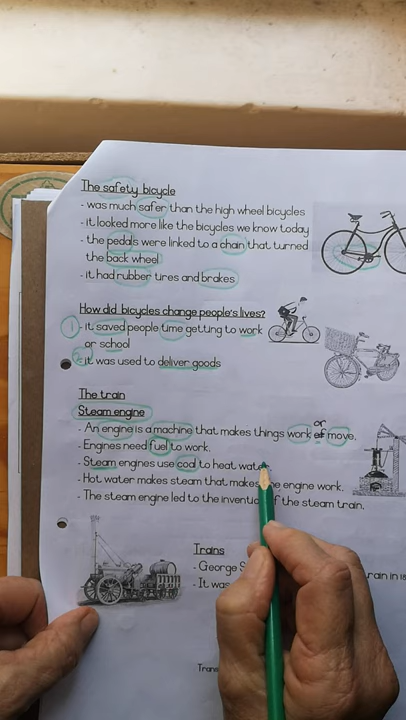 The safety bicycle
- was much safer than the high wheel bicycles
- it looked more like the bicycles we know today
- the pedals were linked to a chain that turned
the back wheel
- it had rubber tires and brakes
How did bicycles change people's lives?
1 - it saved people time getting to work
or school
- it was used to deliver goods
The train
Steam engine
or
- An engine is a machine that makes things work of move.
- Engines need fuel to work.
- Steam engines use coal to heat
- Hot water makes steam that makes engine work.
- The steam engine led to the of the steam train.
Trains
- George
- It was